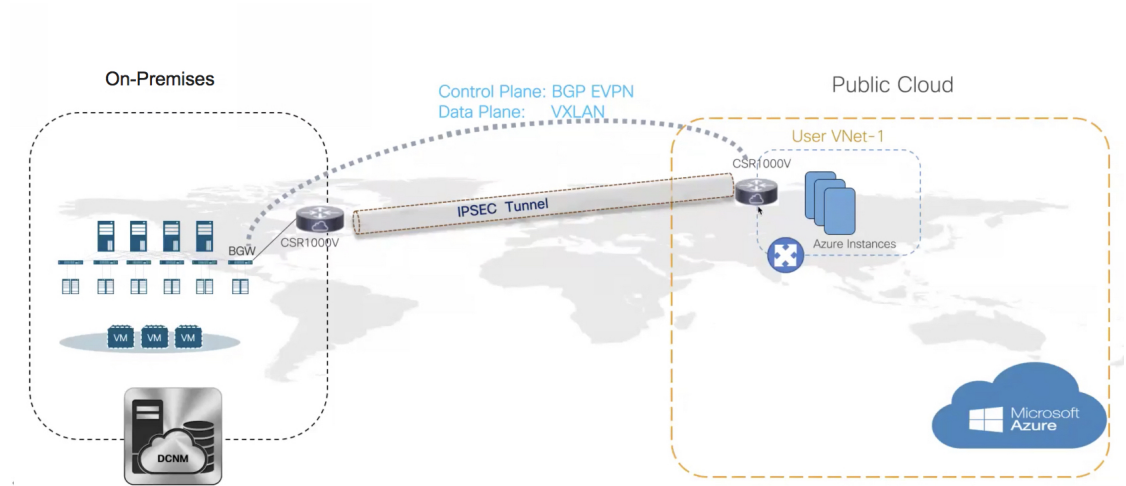 On-Premises
Public Cloud
Control Plane: BGP EVPN
Data Plane: VXLAN
User VNet-1
CSR1000V
IPSEC Tunnel
BGW
CSR1000V
Azure Instances
VM VM VM
Microsoft
Azure
DCNM